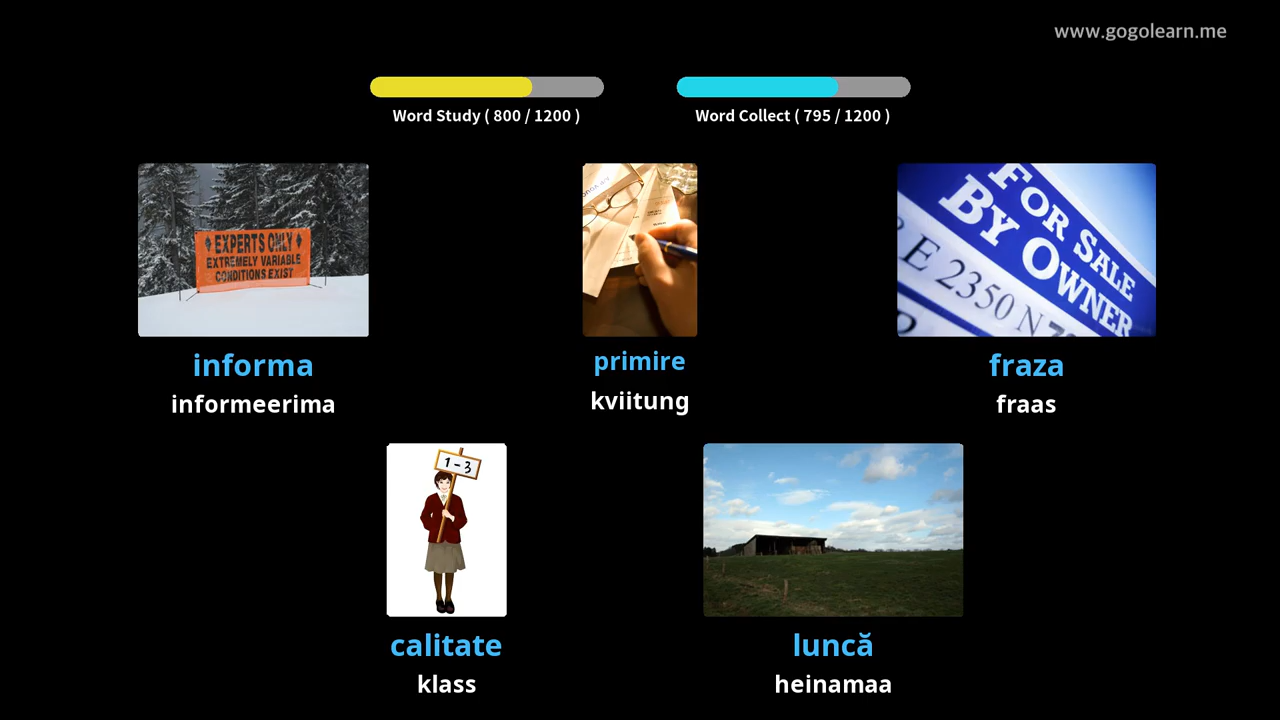 www.gogolearn.me
Word Study ( 800 / 1200 )
Word Collect ( 795 / 1200 )
EXPERTS ONLY
EXTREMELY VARIABLE
CONDITIONS EXIST
FOR SALE
BY OWNER
E 2350 N
informa
informeerima
primire
kviitung
fraza
fraas
1-3
calitate
klass
luncă
heinamaa